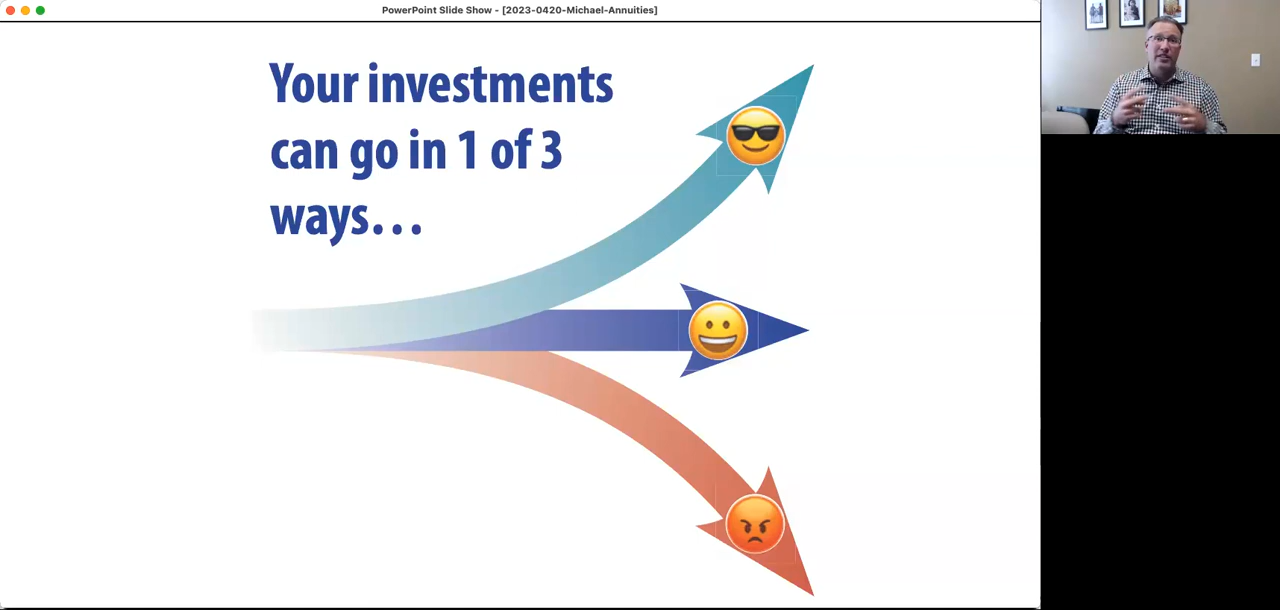 PowerPoint Slide Show - [2023-0420-Michael-Annuities]
Your investments
can go in 1 of 3
ways...